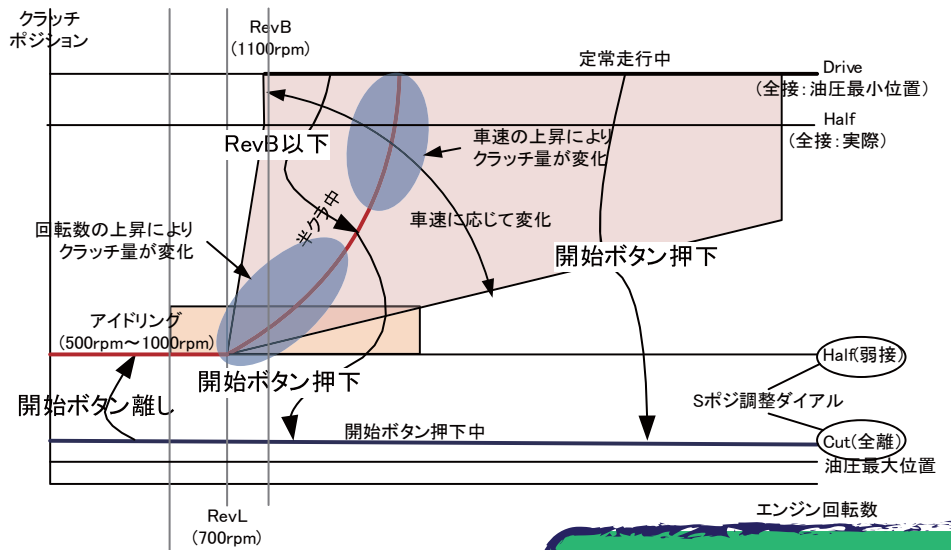 クラッチ
ポジション
RevB
(1100rpm)
定常走行中
Drive
(全接:油圧最小位置)
Half
(全接:実際)
RevB以下
車速の上昇により
クラッチ量が変化
半クラ中
車速に応じて変化
回転数の上昇により
クラッチ量が変化
開始ボタン押下
アイドリング
(500rpm～1000rpm)
Half(弱接)
開始ボタン押下
開始ボタン離し
Sポジ調整ダイアル
開始ボタン押下中
Cut(全離)
油圧最大位置
エンジン回転数
RevL
(700rpm)